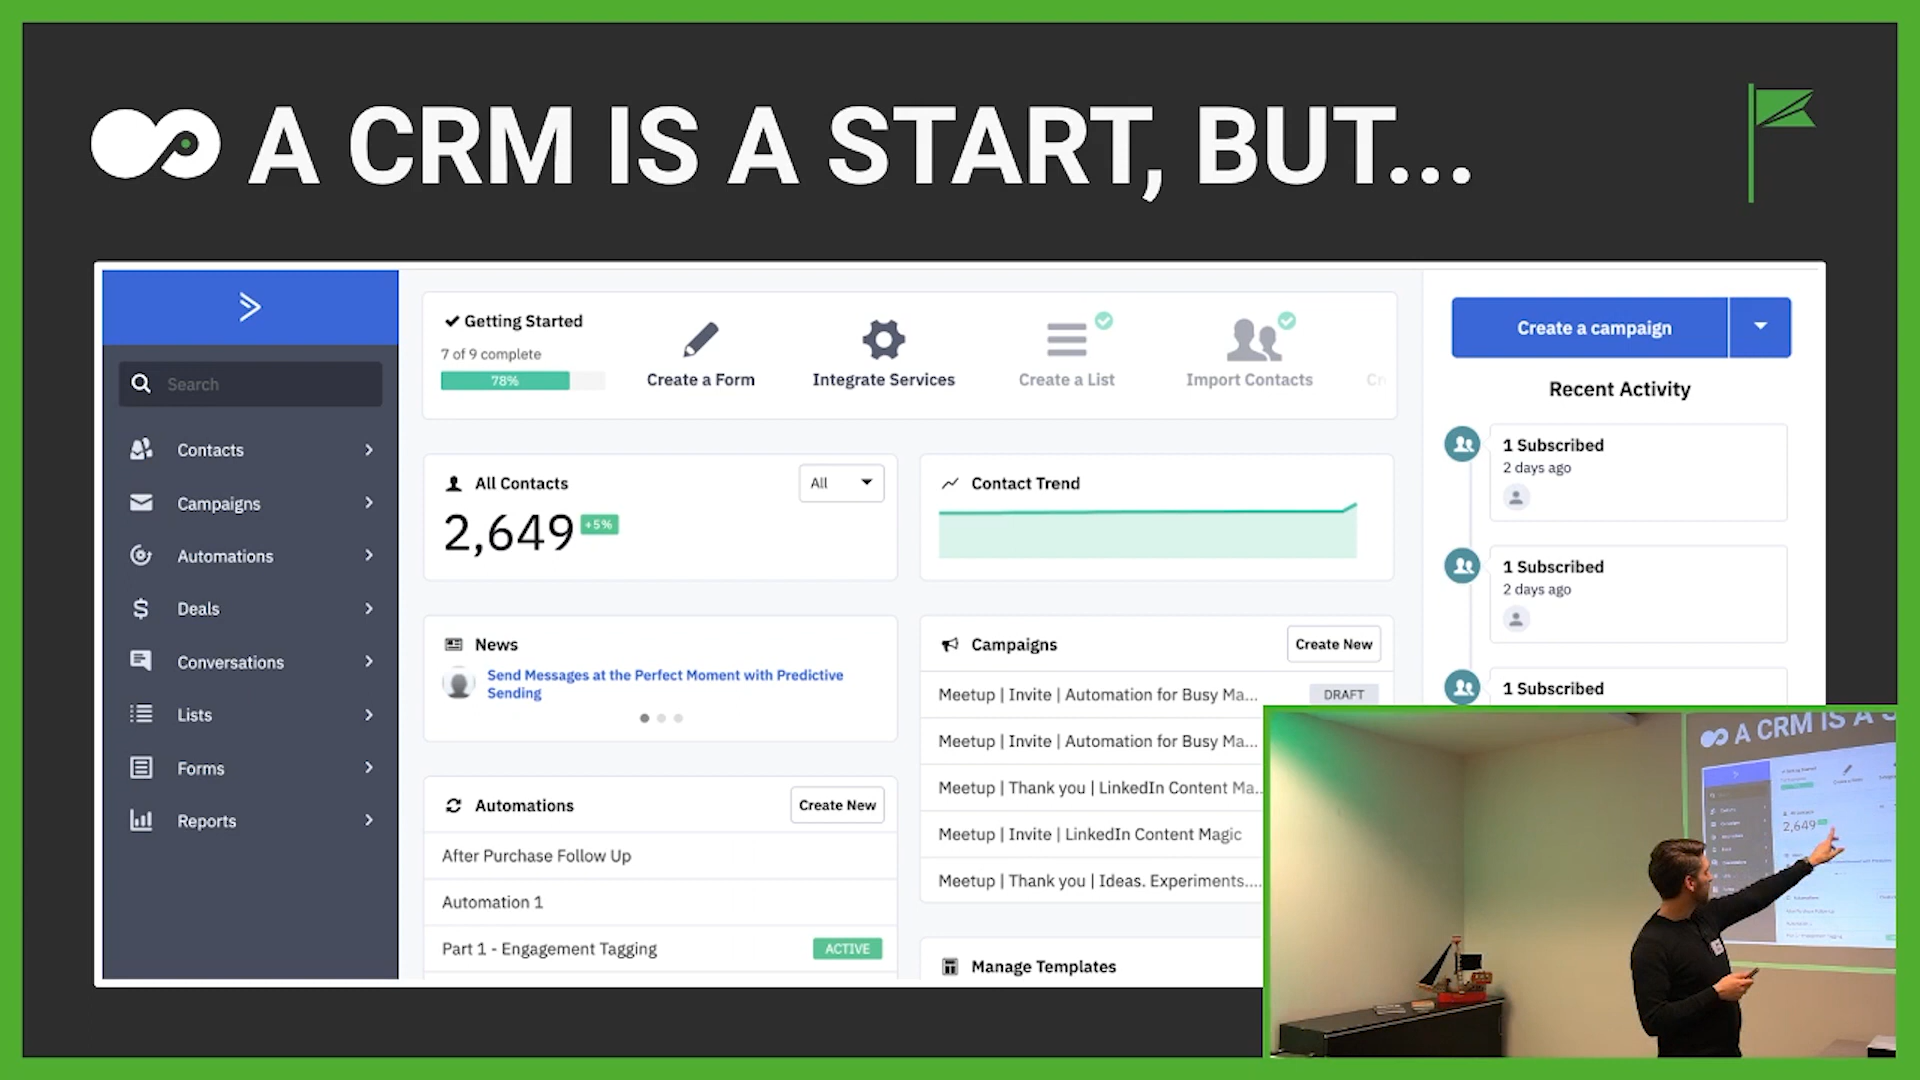 A CRM IS A START, BUT...
Search
Contacts
Campaigns
Automations
Deals
Conversations
Lists
Forms
Reports
Getting Started
7 of 9 complete
78%
Create a Form
Integrate Services
Create a List
Import Contacts
Cr
All Contacts
All
2,649
+5%
Contact Trend
News
Send Messages at the Perfect Moment with Predictive
Sending
Campaigns
Create New
Meetup | Invite | Automation for Busy Ma...
DRAFT
Meetup | Invite | Automation for Busy Ma...
Meetup | Thank you | LinkedIn Content Ma..
Meetup | Invite | LinkedIn Content Magic
Meetup | Thank you | Ideas. Experiments....
Automations
Create New
After Purchase Follow Up
Automation 1
Part 1 - Engagement Tagging
ACTIVE
Manage Templates
Create a campaign
Recent Activity
1 Subscribed
2 days ago
1 Subscribed
2 days ago
1 Subscribed
A CRM IS A S
2,649